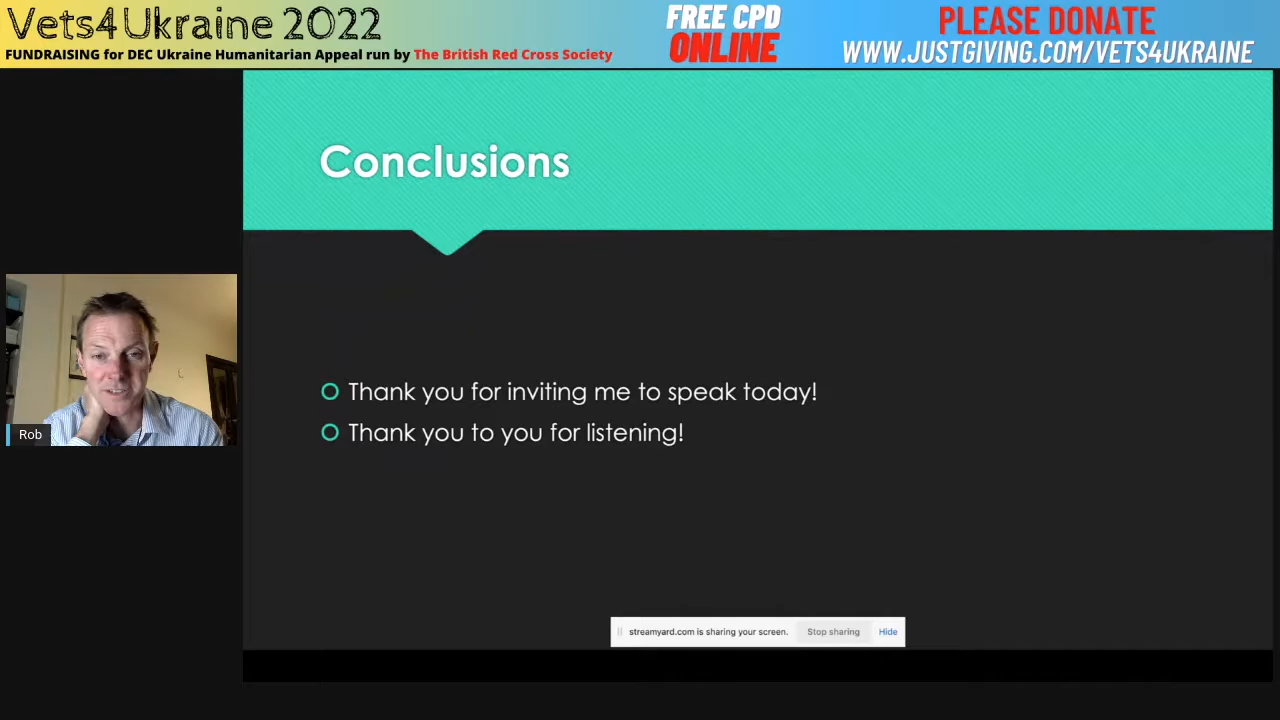 Vets4Ukraine 2022
FUNDRAISING for DEC Ukraine Humanitarian Appeal run by The British Red Cross Society
FREE CPD
ONLINE
PLEASE DONATE
WWW.JUSTGIVING.COM/VETS4UKRAINE
Conclusions
Thank you for inviting me to speak today!
Thank you to you for listening!
Rob
streamyard.com is sharing your screen. Stop sharing Hide